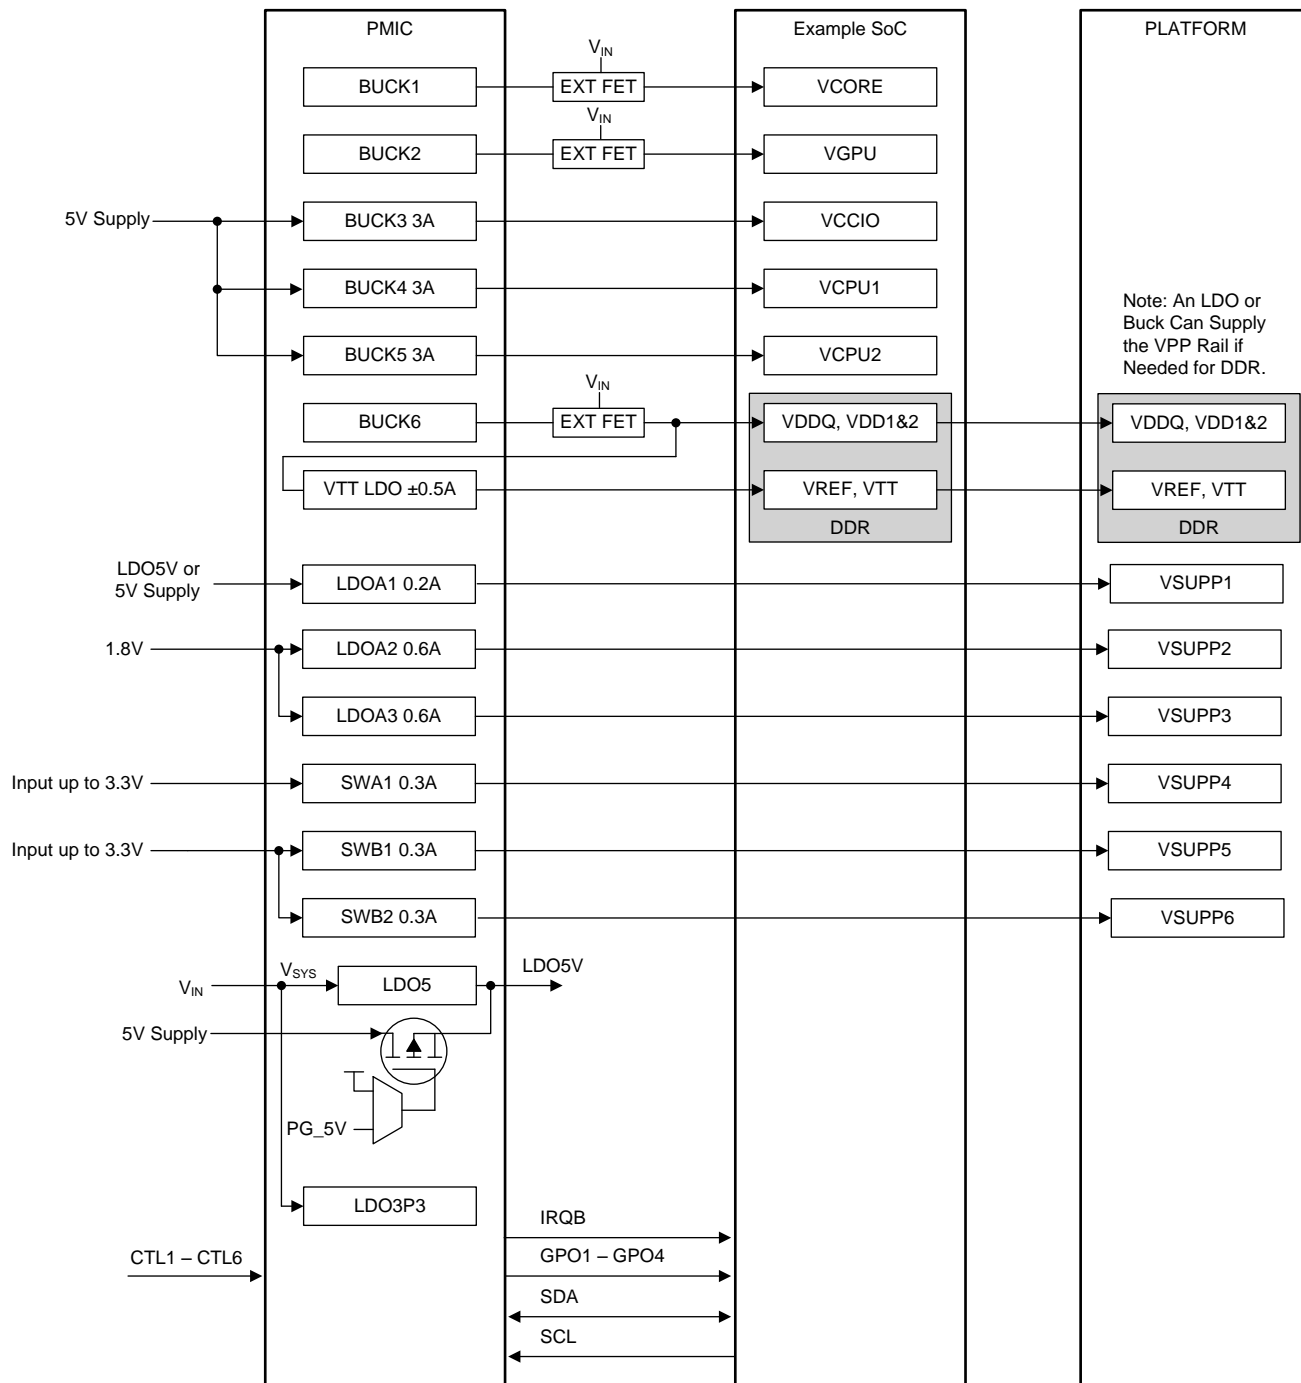 PMIC
Example SoC
PLATFORM
VIN
BUCK1
EXT FET
VCORE
VIN
BUCK2
EXT FET
VGPU
5V Supply
BUCK3 3A
VCCIO
BUCK4 3A
VCPU1
Note: An LDO or
Buck Can Supply
the VPP Rail if
Needed for DDR.
BUCK5 3A
VCPU2
VIN
BUCK6
EXT FET
VDDQ, VDD1&2
VDDQ, VDD1&2
VTT LDO ±0.5A
VREF, VTT
VREF, VTT
DDR
DDR
LDO5V or
5V Supply
LDOA1 0.2A
VSUPP1
1.8V
LDOA2 0.6A
VSUPP2
LDOA3 0.6A
VSUPP3
Input up to 3.3V
SWA1 0.3A
VSUPP4
Input up to 3.3V
SWB1 0.3A
VSUPP5
SWB2 0.3A
VSUPP6
VIN
VSYS
LDO5
LDO5V
5V Supply
PG_5V
LDO3P3
IRQB
CTL1 – CTL6
GPO1 – GPO4
SDA
SCL